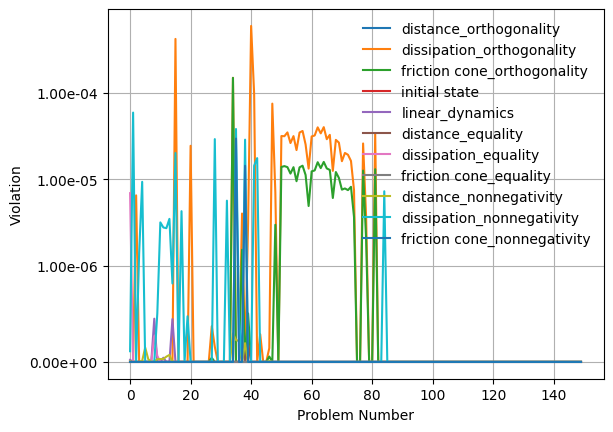 distance_orthogonality
dissipation_orthogonality
friction cone_orthogonality
initial state
linear_dynamics
distance_equality
dissipation_equality
friction cone_equality
distance_nonnegativity
dissipation_nonnegativity
friction cone_nonnegativity
1.00e-04
1.00e-05
1.00e-06
0.00e+00
Violation
0 20 40 60 80 100 120 140
Problem Number